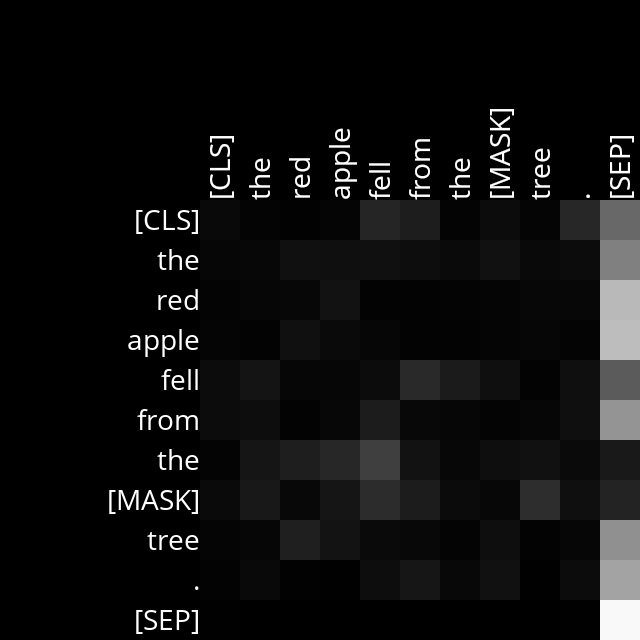 [CLS]
the
red
apple
fell
from
the
[MASK]
tree
.
[SEP]
[CLS]
the
red
apple
fell
from
the
[MASK]
tree
.
[SEP]